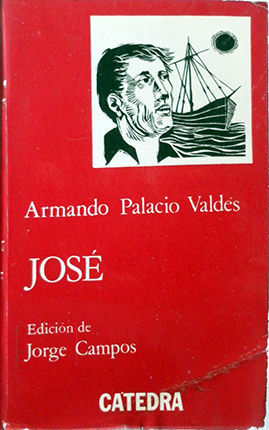 Armando Palacio Valdés
JOSÉ
Edición de
Jorge Campos
CATEDRA